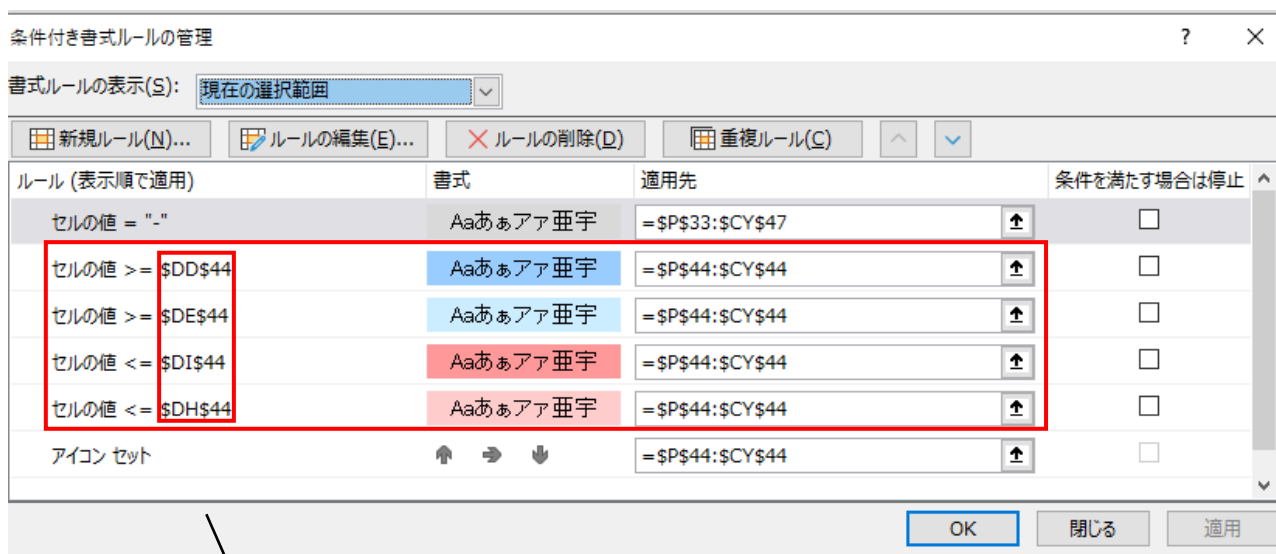 条件付き書式ルールの管理 ?
書式ルールの表示(S): 現在の選択範囲
新規ルール(N)... ルールの編集(E)... ルールの削除(D) 重複ルール(C)
ルール (表示順で適用) 書式 適用先 条件を満たす場合は停止
セルの値 = "-" Aaあぁアァ亜宇 =$P$33:$CY$47
セルの値 >= $DD$44 Aaあぁアァ亜宇 =$P$44:$CY$44
セルの値 >= $DE$44 Aaあぁアァ亜宇 =$P$44:$CY$44
セルの値 <= $DI$44 Aaあぁアァ亜宇 =$P$44:$CY$44
セルの値 <= $DH$44 Aaあぁアァ亜宇 =$P$44:$CY$44
アイコン セット =$P$44:$CY$44
OK 閉じる 適用